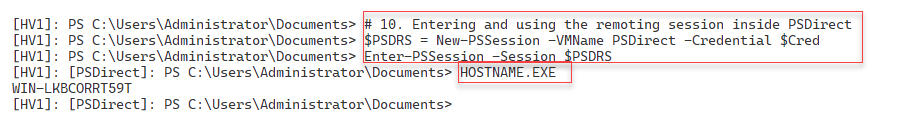 [HV1]: PS C:\Users\Administrator\Documents> # 10. Entering and using the remoting session inside PSDirect
[HV1]: PS C:\Users\Administrator\Documents> $PSDRS = New-PSSession -VMName PSDirect -Credential $Cred
[HV1]: PS C:\Users\Administrator\Documents> Enter-PSSession -Session $PSDRS
[HV1]: [PSDirect]: PS C:\Users\Administrator\Documents> HOSTNAME.EXE
WIN-LKBCORRT59T
[HV1]: [PSDirect]: PS C:\Users\Administrator\Documents>